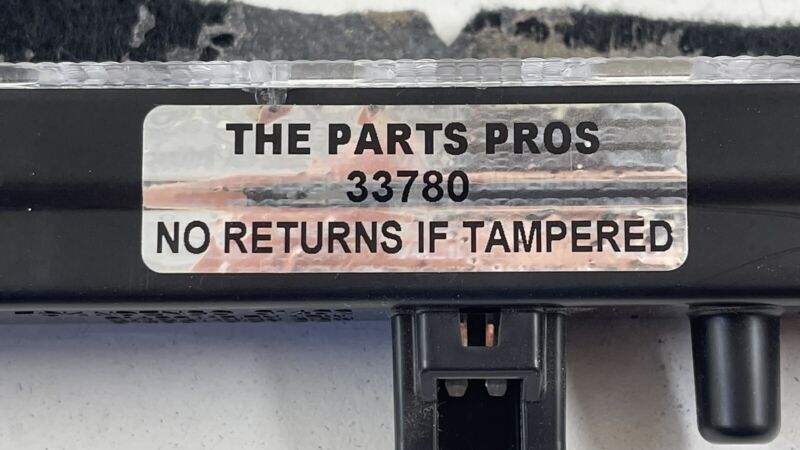 THE PARTS PROS
33780
NO RETURNS IF TAMPERED